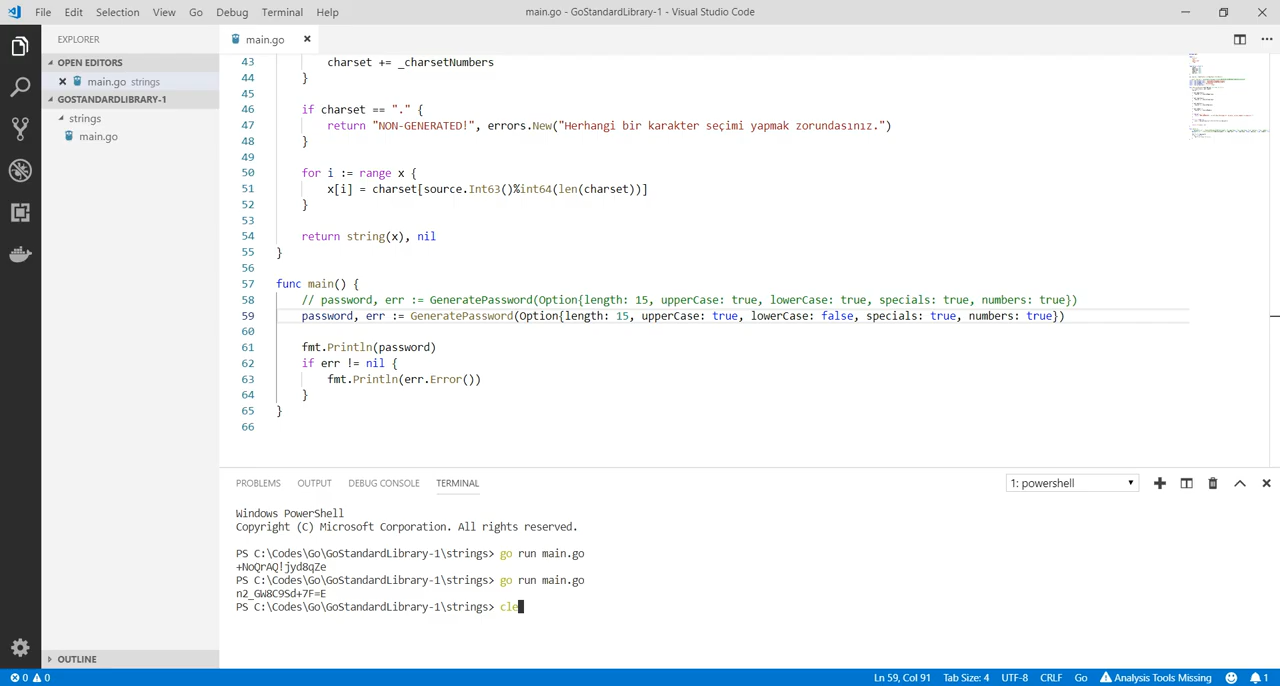 File Edit Selection View Go Debug Terminal Help
main.go - GoStandardLibrary-1 - Visual Studio Code
EXPLORER
OPEN EDITORS
main.go strings
GOSTANDARDLIBRARY-1
strings
main.go
OUTLINE
main.go
43 charset += _charsetNumbers
44 }
45
46 if charset == "." {
47 return "NON-GENERATED!", errors.New("Herhangi bir karakter seçimi yapmak zorundasınız.")
48 }
49
50 for i := range x {
51 x[i] = charset[source.Int63()%int64(len(charset))]
52 }
53
54 return string(x), nil
55 }
56
57 func main() {
58 // password, err := GeneratePassword(Option{length: 15, upperCase: true, lowerCase: true, specials: true, numbers: true})
59 password, err := GeneratePassword(Option{length: 15, upperCase: true, lowerCase: false, specials: true, numbers: true})
60
61 fmt.Println(password)
62 if err != nil {
63 fmt.Println(err.Error())
64 }
65 }
66
PROBLEMS OUTPUT DEBUG CONSOLE TERMINAL
1: powershell
Windows PowerShell
Copyright (C) Microsoft Corporation. All rights reserved.
PS C:\Codes\Go\GoStandardLibrary-1\strings> go run main.go
+NoQrAQ!jyd8qZe
PS C:\Codes\Go\GoStandardLibrary-1\strings> go run main.go
n2_GW8C9Sd+7F=E
PS C:\Codes\Go\GoStandardLibrary-1\strings> cle
0 0
Ln 59, Col 91 Tab Size: 4 UTF-8 CRLF Go Analysis Tools Missing 1